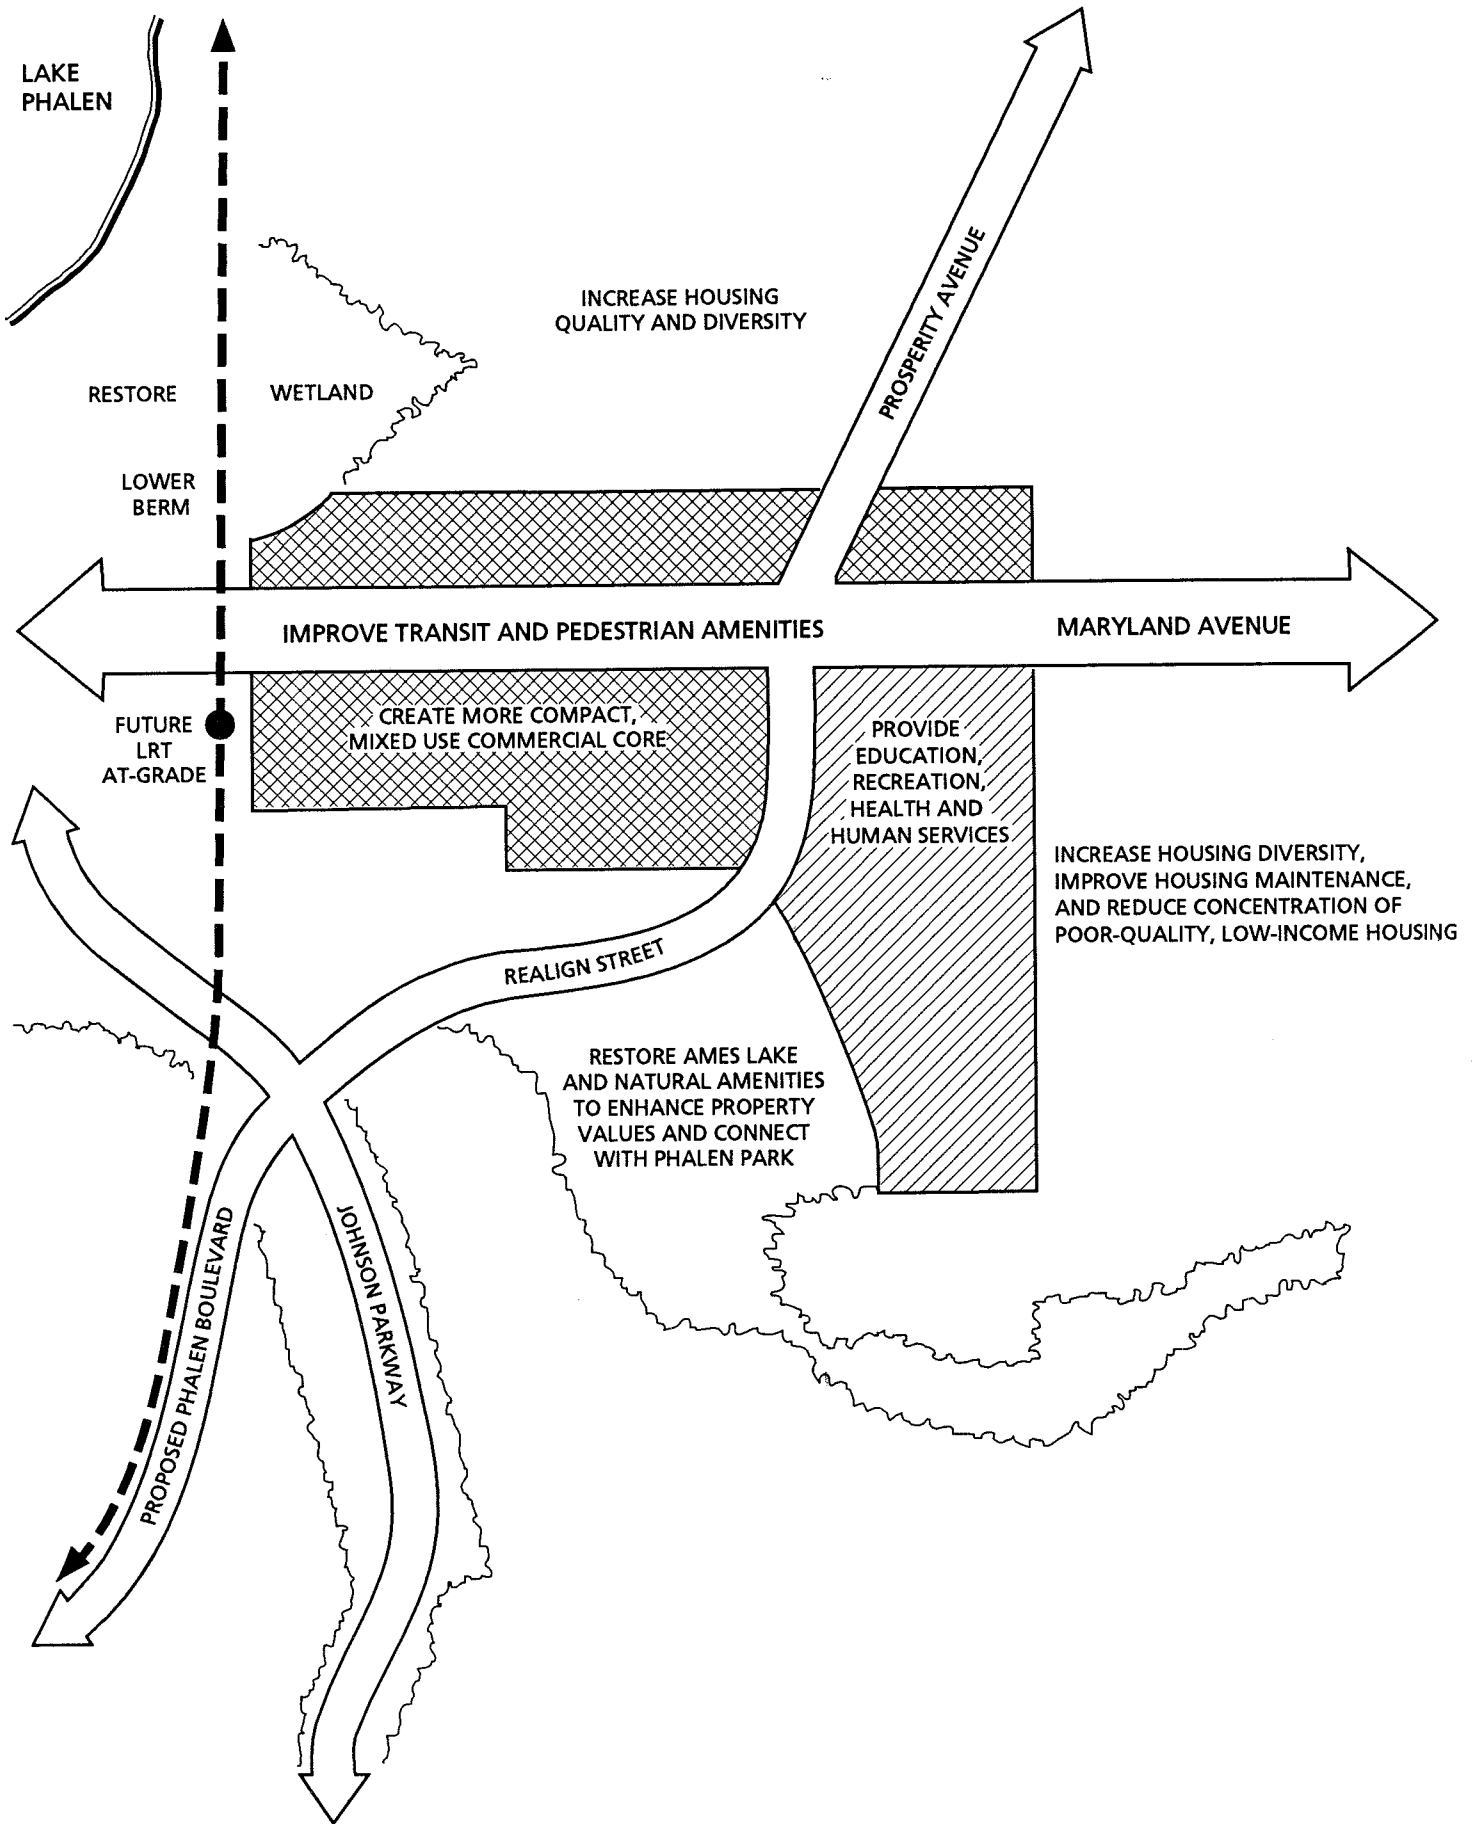 LAKE
PHALEN
PROSPERITY AVENUE
INCREASE HOUSING
QUALITY AND DIVERSITY
RESTORE
WETLAND
LOWER
BERM
IMPROVE TRANSIT AND PEDESTRIAN AMENITIES
MARYLAND AVENUE
FUTURE
LRT
AT-GRADE
CREATE MORE COMPACT,
MIXED USE COMMERCIAL CORE
PROVIDE
EDUCATION,
RECREATION,
HEALTH AND
HUMAN SERVICES
INCREASE HOUSING DIVERSITY,
IMPROVE HOUSING MAINTENANCE,
AND REDUCE CONCENTRATION OF
POOR-QUALITY, LOW-INCOME HOUSING
REALIGN STREET
RESTORE AMES LAKE
AND NATURAL AMENITIES
TO ENHANCE PROPERTY
VALUES AND CONNECT
WITH PHALEN PARK
PROPOSED PHALEN BOULEVARD
JOHNSON PARKWAY